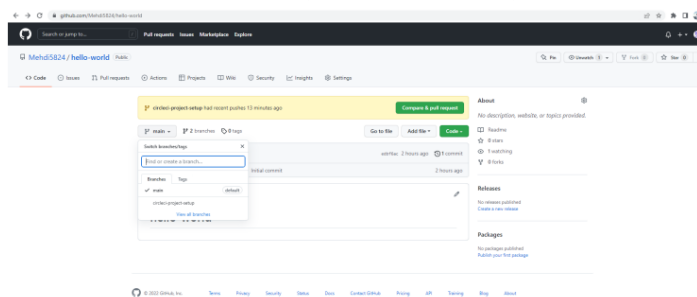 github.com/Mehdi5824/hello-world
Search or jump to...
Pull requests Issues Marketplace Explore
Mehdi5824 / hello-world Public
Pin Unwatch 1 Fork 0 Star 0
Code Issues Pull requests Actions Projects Wiki Security Insights Settings
circleci-project-setup had recent pushes 13 minutes ago
Compare & pull request
main 2 branches 0 tags
Go to file Add file Code
Switch branches/tags
Find or create a branch...
Branches Tags
main default
circleci-project-setup
View all branches
2 hours ago 1 commit
Initial commit 2 hours ago
About
No description, website, or topics provided.
Readme
0 stars
1 watching
0 forks
Releases
No releases published
Create a new release
Packages
No packages published
Publish your first package
© 2022 GitHub, Inc. Terms Privacy Security Status Docs Contact GitHub Pricing API Training Blog About